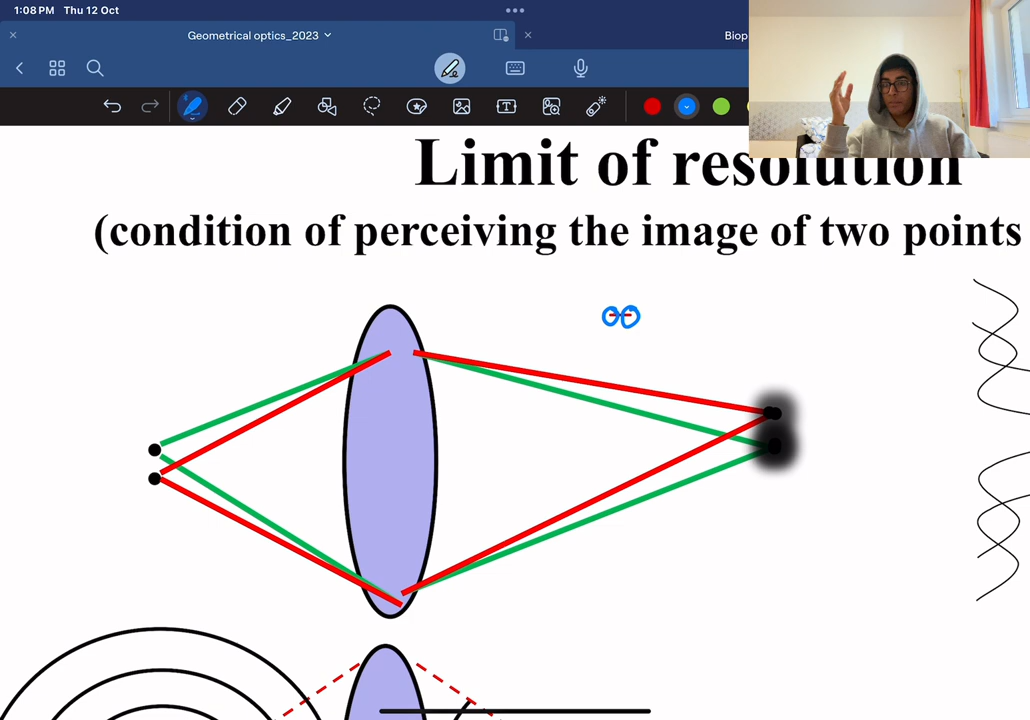 1:08 PM Thu 12 Oct
Geometrical optics_2023
Biop
Limit of resolution
(condition of perceiving the image of two points